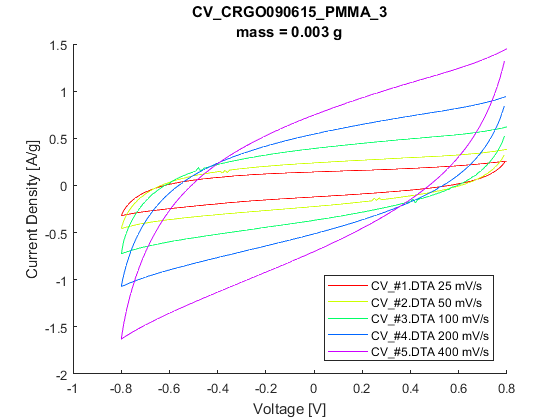 CV_CRGO090615_PMMA_3
mass = 0.003 g
1.5
1
0.5
0
-0.5
-1
-1.5
-2
Current Density [A/g]
-1
-0.8
-0.6
-0.4
-0.2
0
0.2
0.4
0.6
0.8
Voltage [V]
CV_#1.DTA 25 mV/s
CV_#2.DTA 50 mV/s
CV_#3.DTA 100 mV/s
CV_#4.DTA 200 mV/s
CV_#5.DTA 400 mV/s